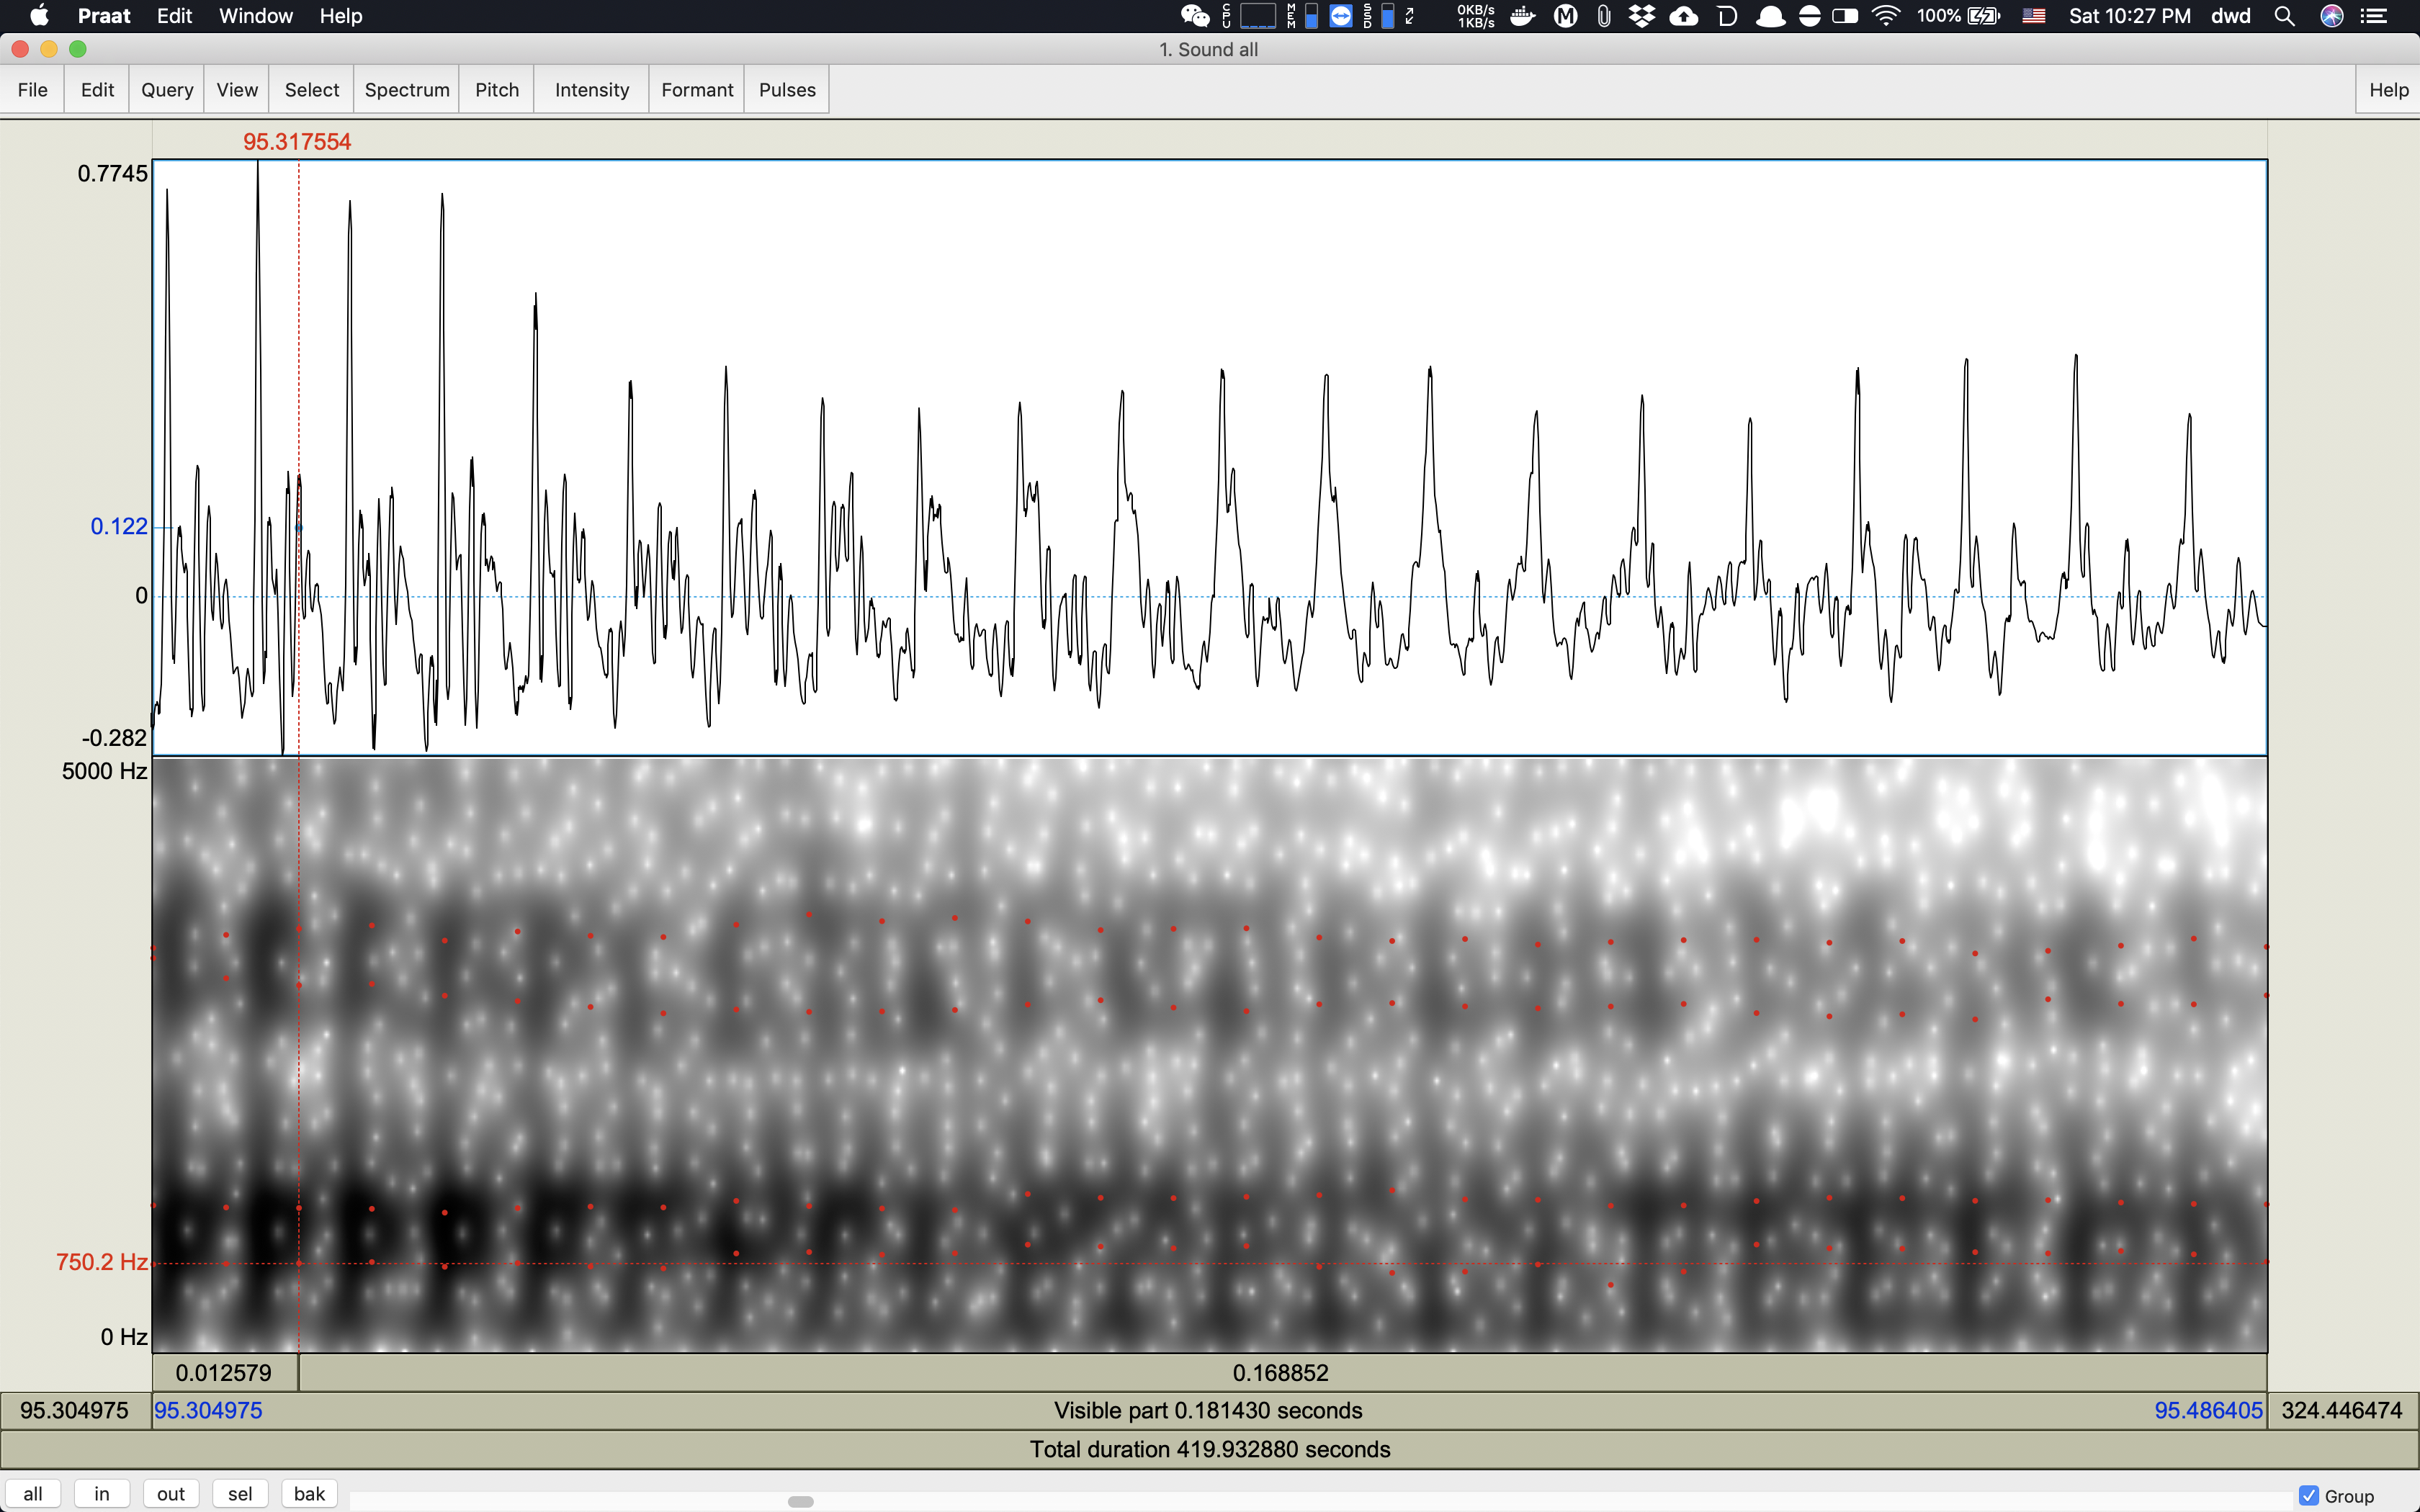 Praat Edit Window Help CPU MEM SSD 0KB/s 1KB/s M D 100% Sat 10:27 PM dwd
1. Sound all
File Edit Query View Select Spectrum Pitch Intensity Formant Pulses Help
95.317554
0.7745
0.122
0
-0.282
5000 Hz
750.2 Hz
0 Hz
0.012579 0.168852
95.304975 95.304975 Visible part 0.181430 seconds 95.486405 324.446474
Total duration 419.932880 seconds
all in out sel bak Group